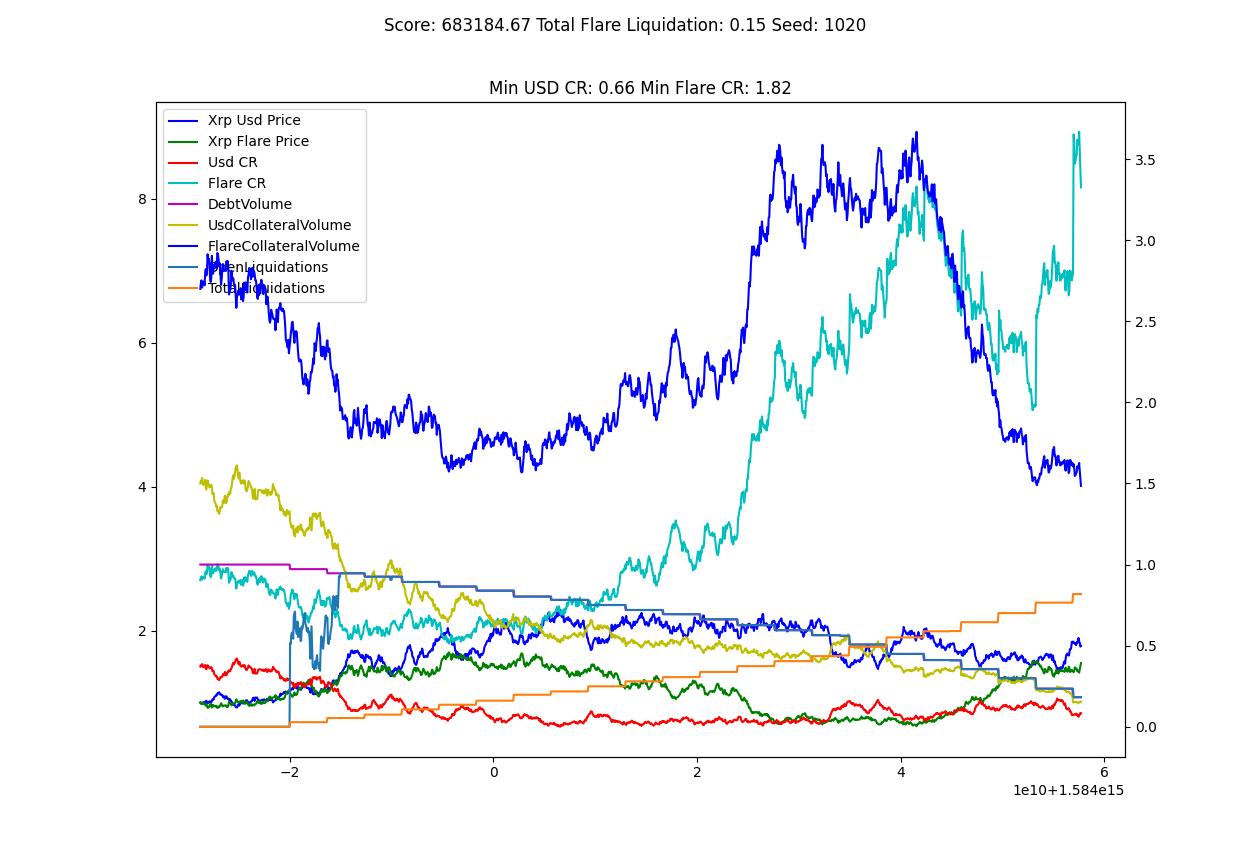 Score: 683184.67 Total Flare Liquidation: 0.15 Seed: 1020
Min USD CR: 0.66 Min Flare CR: 1.82
Xrp Usd Price
Xrp Flare Price
Usd CR
Flare CR
DebtVolume
UsdCollateralVolume
FlareCollateralVolume
OpenLiquidations
TotalLiquidations
8
6
4
2
3.5
3.0
2.5
2.0
1.5
1.0
0.5
0.0
−2
0
2
4
6
1e10+1.584e15